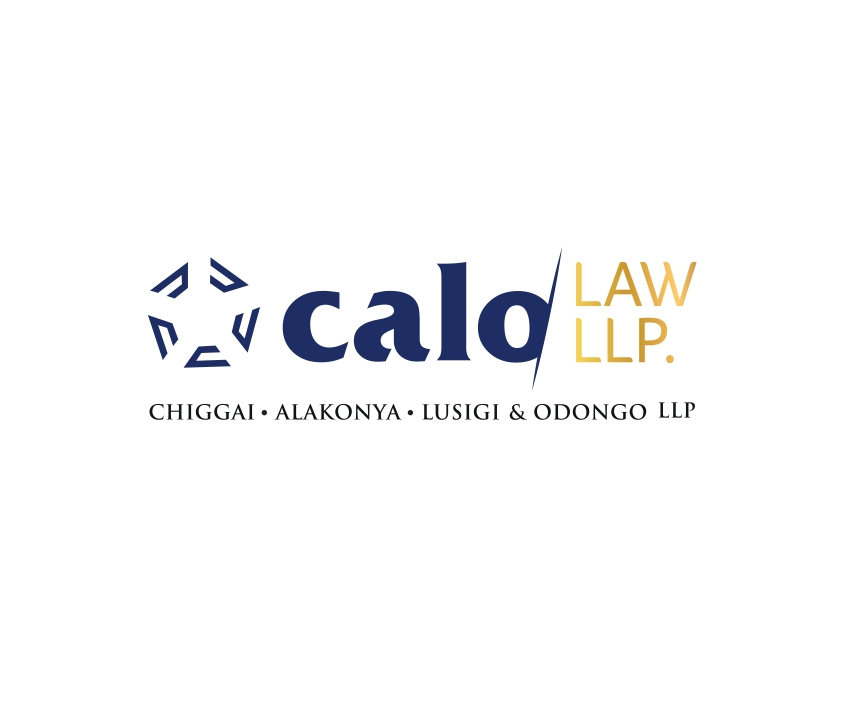 calo LAW
LLP.
CHIGGAI • ALAKONYA • LUSIGI & ODONGO LLP